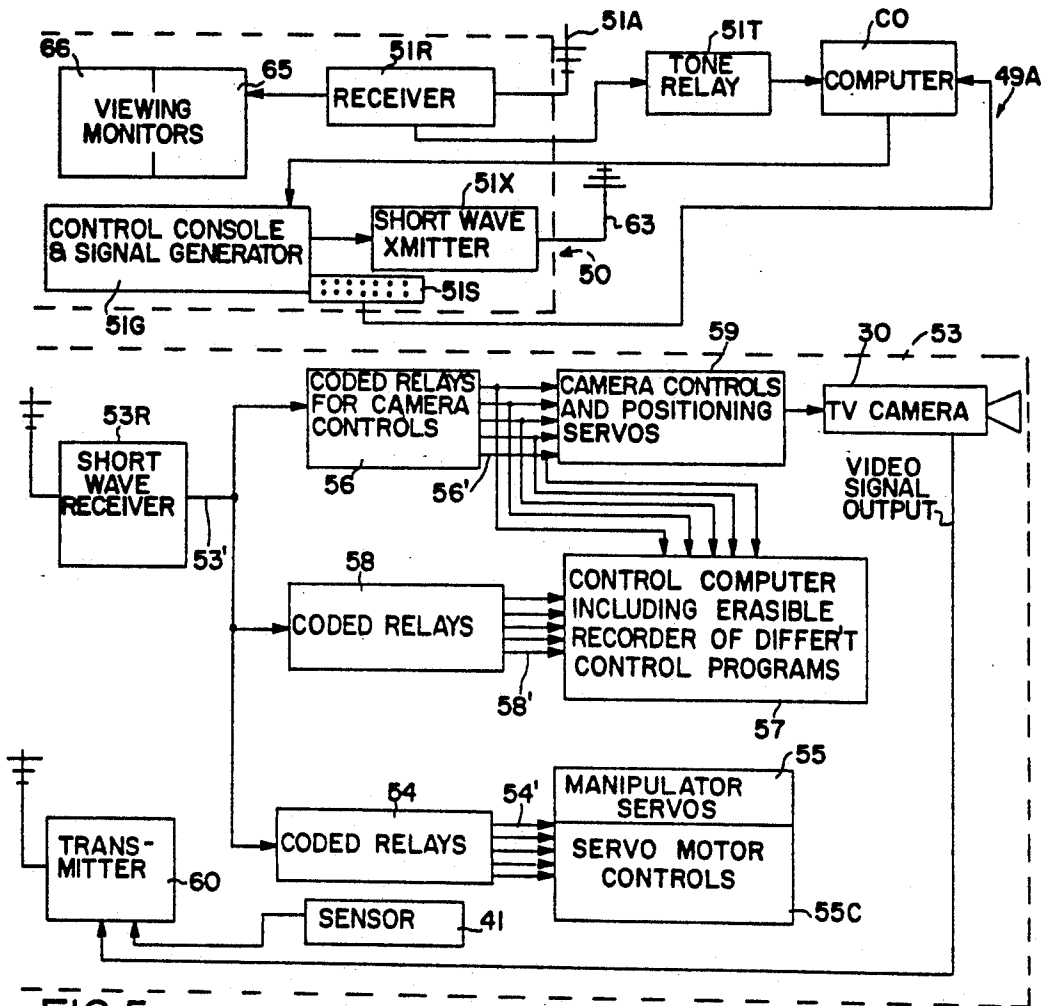 51A
51T
CO
66
51R
65
VIEWING
MONITORS
RECEIVER
TONE
RELAY
COMPUTER
49A
51X
CONTROL CONSOLE
& SIGNAL GENERATOR
SHORT WAVE
XMITTER
63
50
51S
51G
59
30
53
53R
SHORT
WAVE
RECEIVER
53'
CODED RELAYS
FOR CAMERA
CONTROLS
56
56'
CAMERA CONTROLS
AND POSITIONING
SERVOS
TV CAMERA
VIDEO
SIGNAL
OUTPUT
58
CODED RELAYS
58'
CONTROL COMPUTER
INCLUDING ERASIBLE
RECORDER OF DIFFER'T
CONTROL PROGRAMS
57
55
54
54'
MANIPULATOR
SERVOS
CODED RELAYS
SERVO MOTOR
CONTROLS
55C
TRANS-
MITTER
60
SENSOR
41
FIG.5